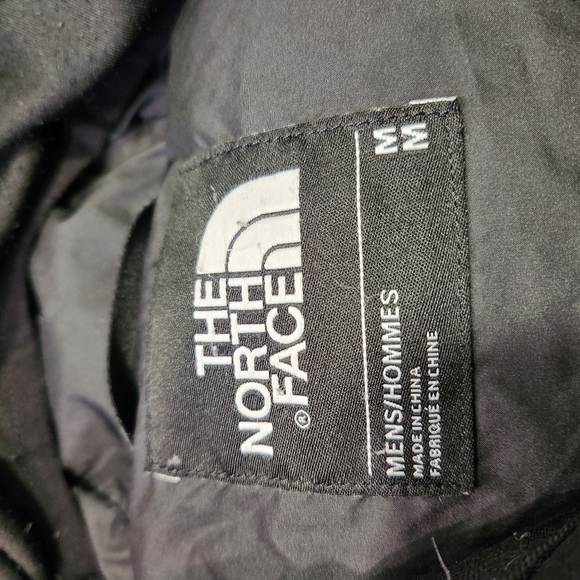 THE
NORTH
FACE®
M
M
MENS/HOMMES
MADE IN CHINA
FABRIQUÉ EN CHINE